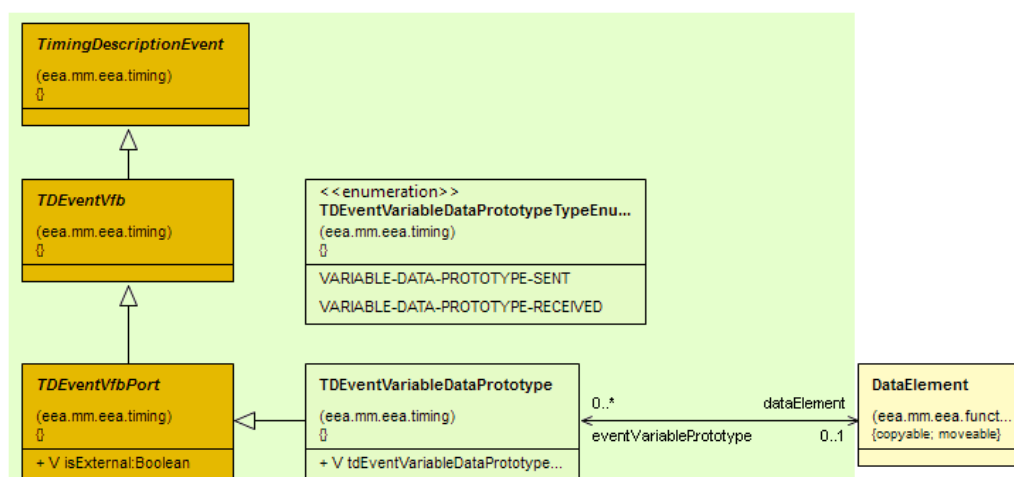 TimingDescriptionEvent
(eea.mm.eea.timing)
{}
TDEventVfb
(eea.mm.eea.timing)
{}
<<enumeration>>
TDEventVariableDataPrototypeTypeEnu...
(eea.mm.eea.timing)
{}
VARIABLE-DATA-PROTOTYPE-SENT
VARIABLE-DATA-PROTOTYPE-RECEIVED
TDEventVfbPort
(eea.mm.eea.timing)
{}
+ V isExternal:Boolean
TDEventVariableDataPrototype
(eea.mm.eea.timing)
{}
+ V tdEventVariableDataPrototype...
0..* dataElement
eventVariablePrototype 0..1
DataElement
(eea.mm.eea.funct...
{copyable; moveable}